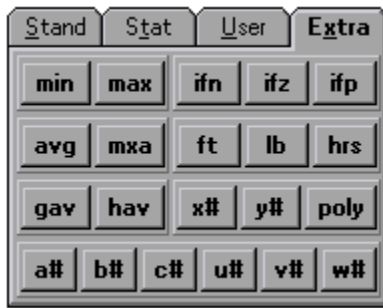 Stand Stat User Extra
min max ifn ifz ifp
avg mxa ft lb hrs
gav hav x# y# poly
a# b# c# u# v# w#